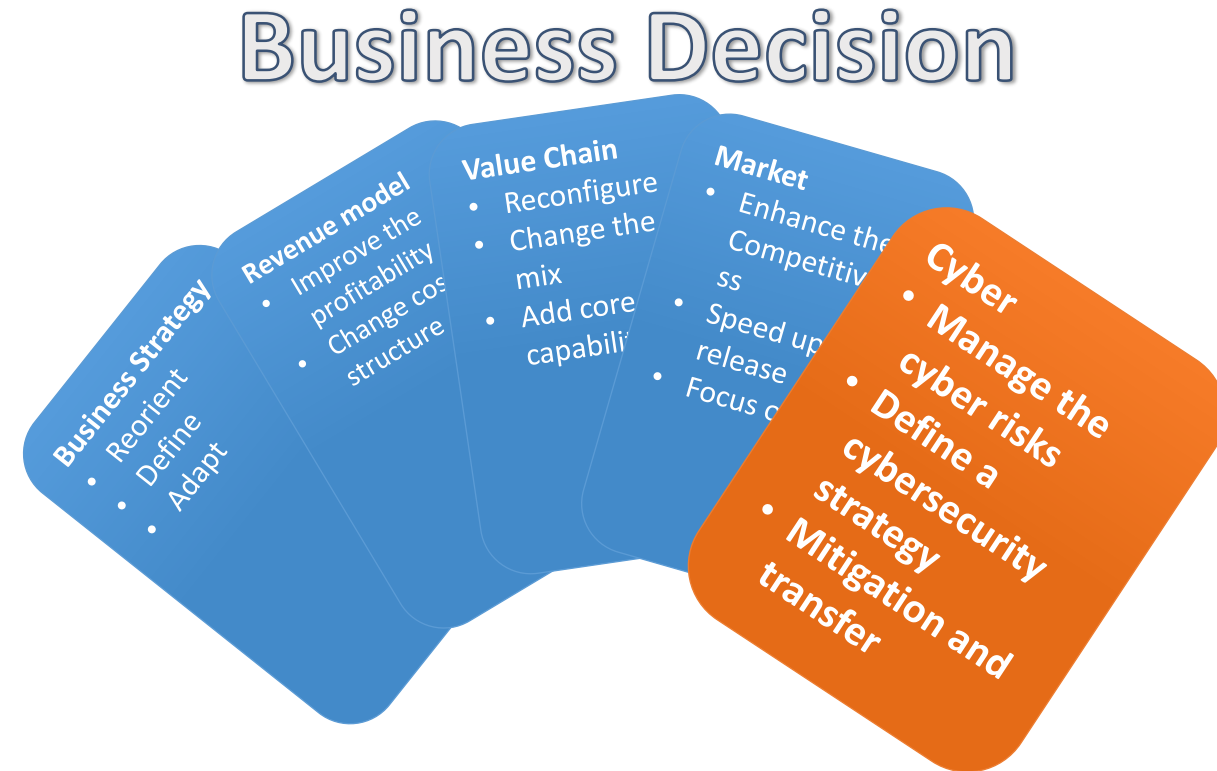 Business Decision
Business Strategy
• Reorient
• Define
• Adapt
Revenue model
• Improve the
profitability
• Change cos
structure
Value Chain
• Reconfigure
• Change the
mix
• Add core
capabili
Market
• Enhance the
Competitiv
ss
• Speed up
release
• Focus
Cyber
• Manage the
cyber risks
• Define a
cybersecurity
strategy
• Mitigation and
transfer